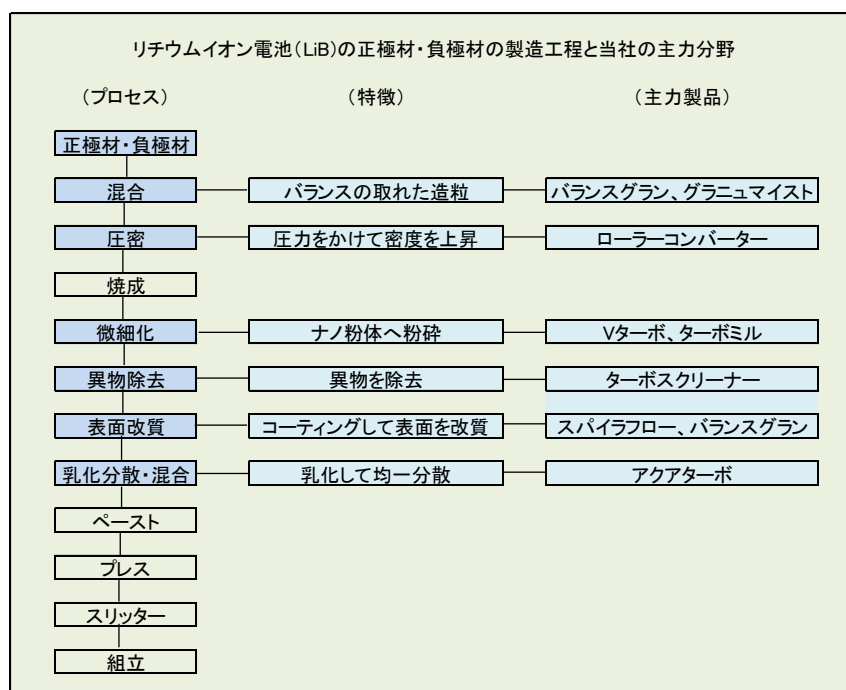 リチウムイオン電池(LiB)の正極材・負極材の製造工程と当社の主力分野
(プロセス) (特徴) (主力製品)
正極材・負極材
混合 バランスの取れた造粒 バランスグラン、グラニュマイスト
圧密 圧力をかけて密度を上昇 ローラーコンバーター
焼成
微細化 ナノ粉体へ粉砕 Vターボ、ターボミル
異物除去 異物を除去 ターボスクリーナー
表面改質 コーティングして表面を改質 スパイラフロー、バランスグラン
乳化分散・混合 乳化して均一分散 アクアターボ
ペースト
プレス
スリッター
組立